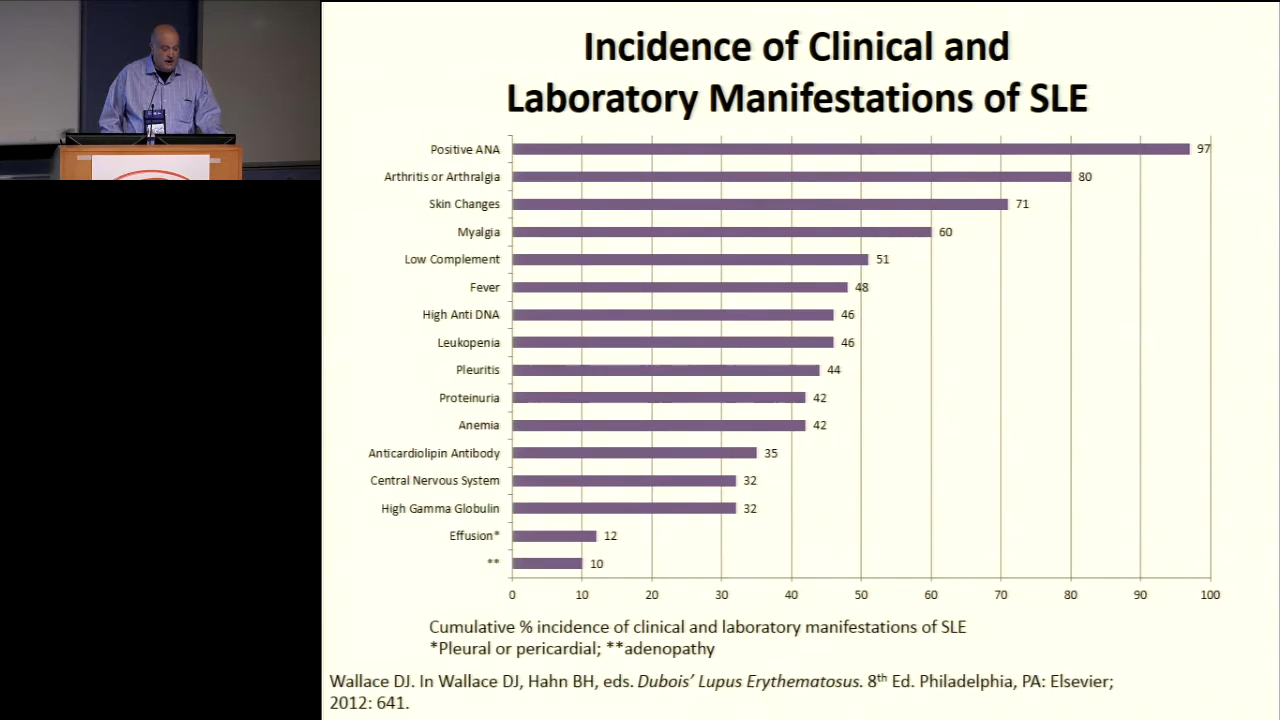 Incidence of Clinical and
Laboratory Manifestations of SLE
Positive ANA 97
Arthritis or Arthralgia 80
Skin Changes 71
Myalgia 60
Low Complement 51
Fever 48
High Anti DNA 46
Leukopenia 46
Pleuritis 44
Proteinuria 42
Anemia 42
Anticardiolipin Antibody 35
Central Nervous System 32
High Gamma Globulin 32
Effusion* 12
** 10
0 10 20 30 40 50 60 70 80 90 100
Cumulative % incidence of clinical and laboratory manifestations of SLE
*Pleural or pericardial; **adenopathy
Wallace DJ. In Wallace DJ, Hahn BH, eds. Dubois’ Lupus Erythematosus. 8th Ed. Philadelphia, PA: Elsevier;
2012: 641.